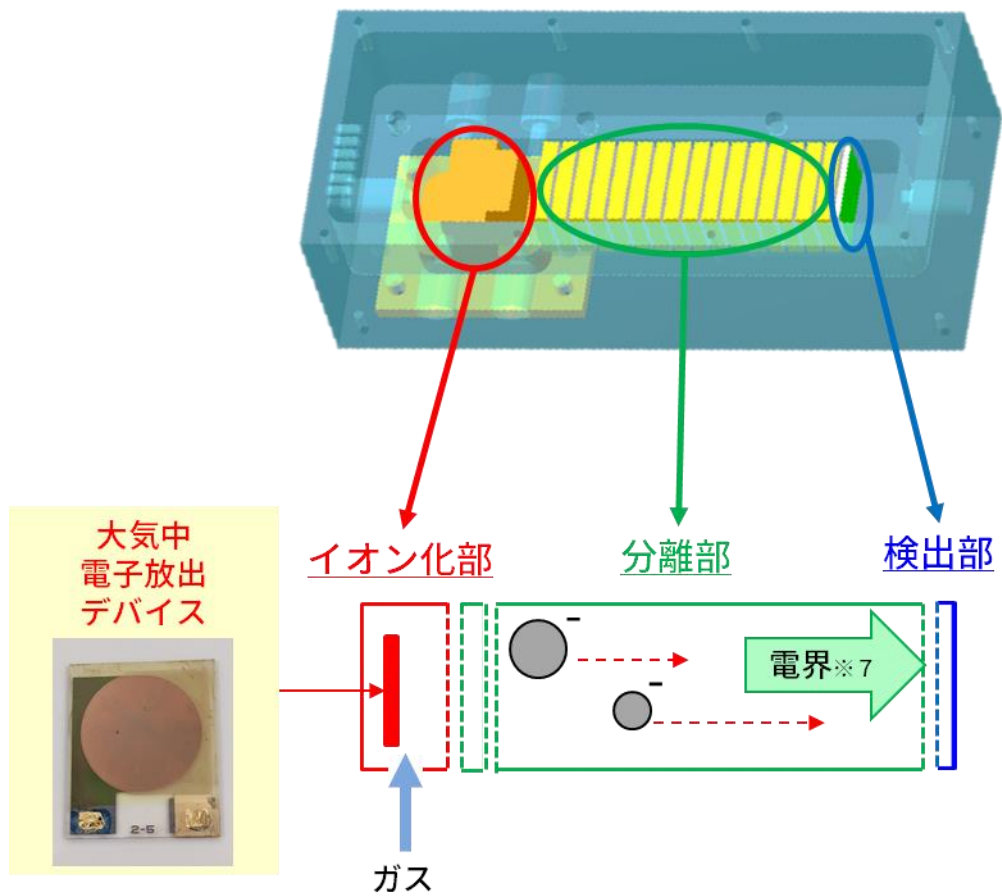 大気中
電子放出
デバイス
イオン化部
分離部
検出部
-
-
電界※7
2-5
ガス